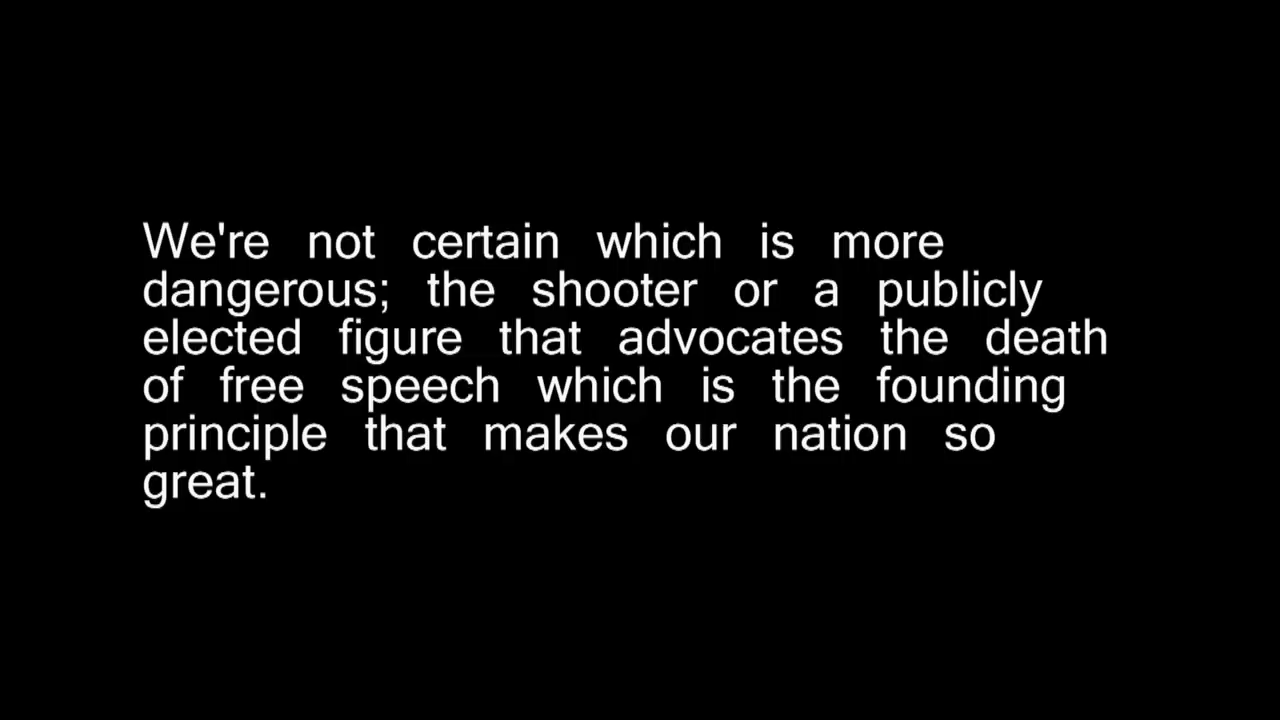 We're not certain which is more
dangerous; the shooter or a publicly
elected figure that advocates the death
of free speech which is the founding
principle that makes our nation so
great.